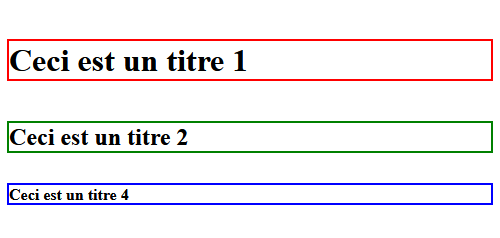 Ceci est un titre 1
Ceci est un titre 2
Ceci est un titre 4